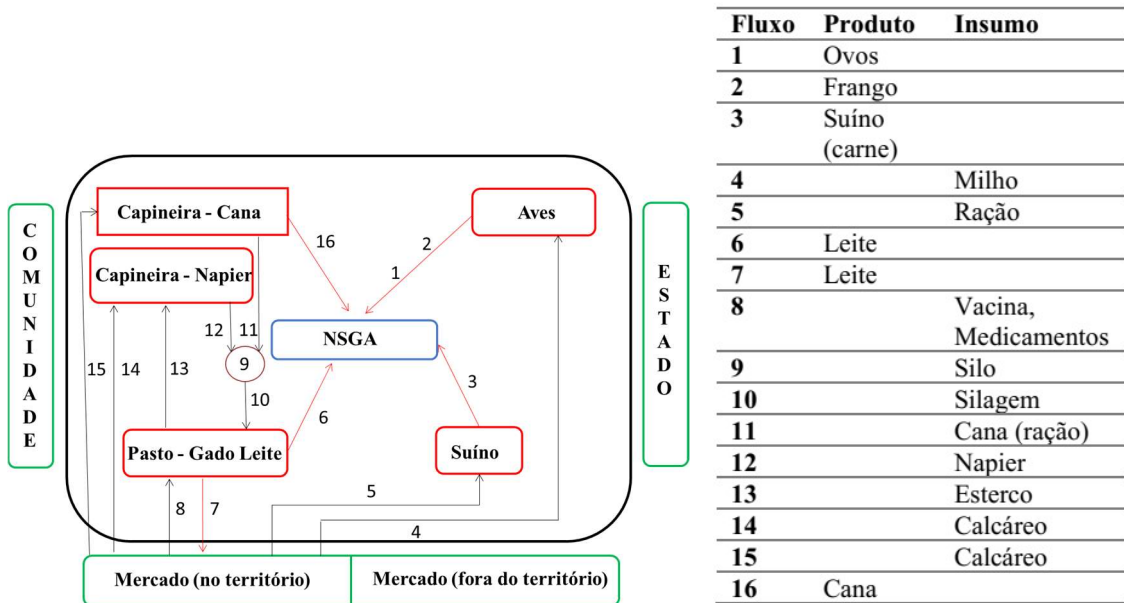 COMUNIDADE
Capineira - Cana
Aves
16
2
Capineira - Napier
1
12
11
NSGA
9
15
14
13
10
6
3
Pasto - Gado Leite
Suíno
8
7
5
4
Mercado (no território)
Mercado (fora do território)
ESTADO
Fluxo Produto Insumo
1 Ovos
2 Frango
3 Suíno
(carne)
4 Milho
5 Ração
6 Leite
7 Leite
8 Vacina,
Medicamentos
9 Silo
10 Silagem
11 Cana (ração)
12 Napier
13 Esterco
14 Calcáreo
15 Calcáreo
16 Cana